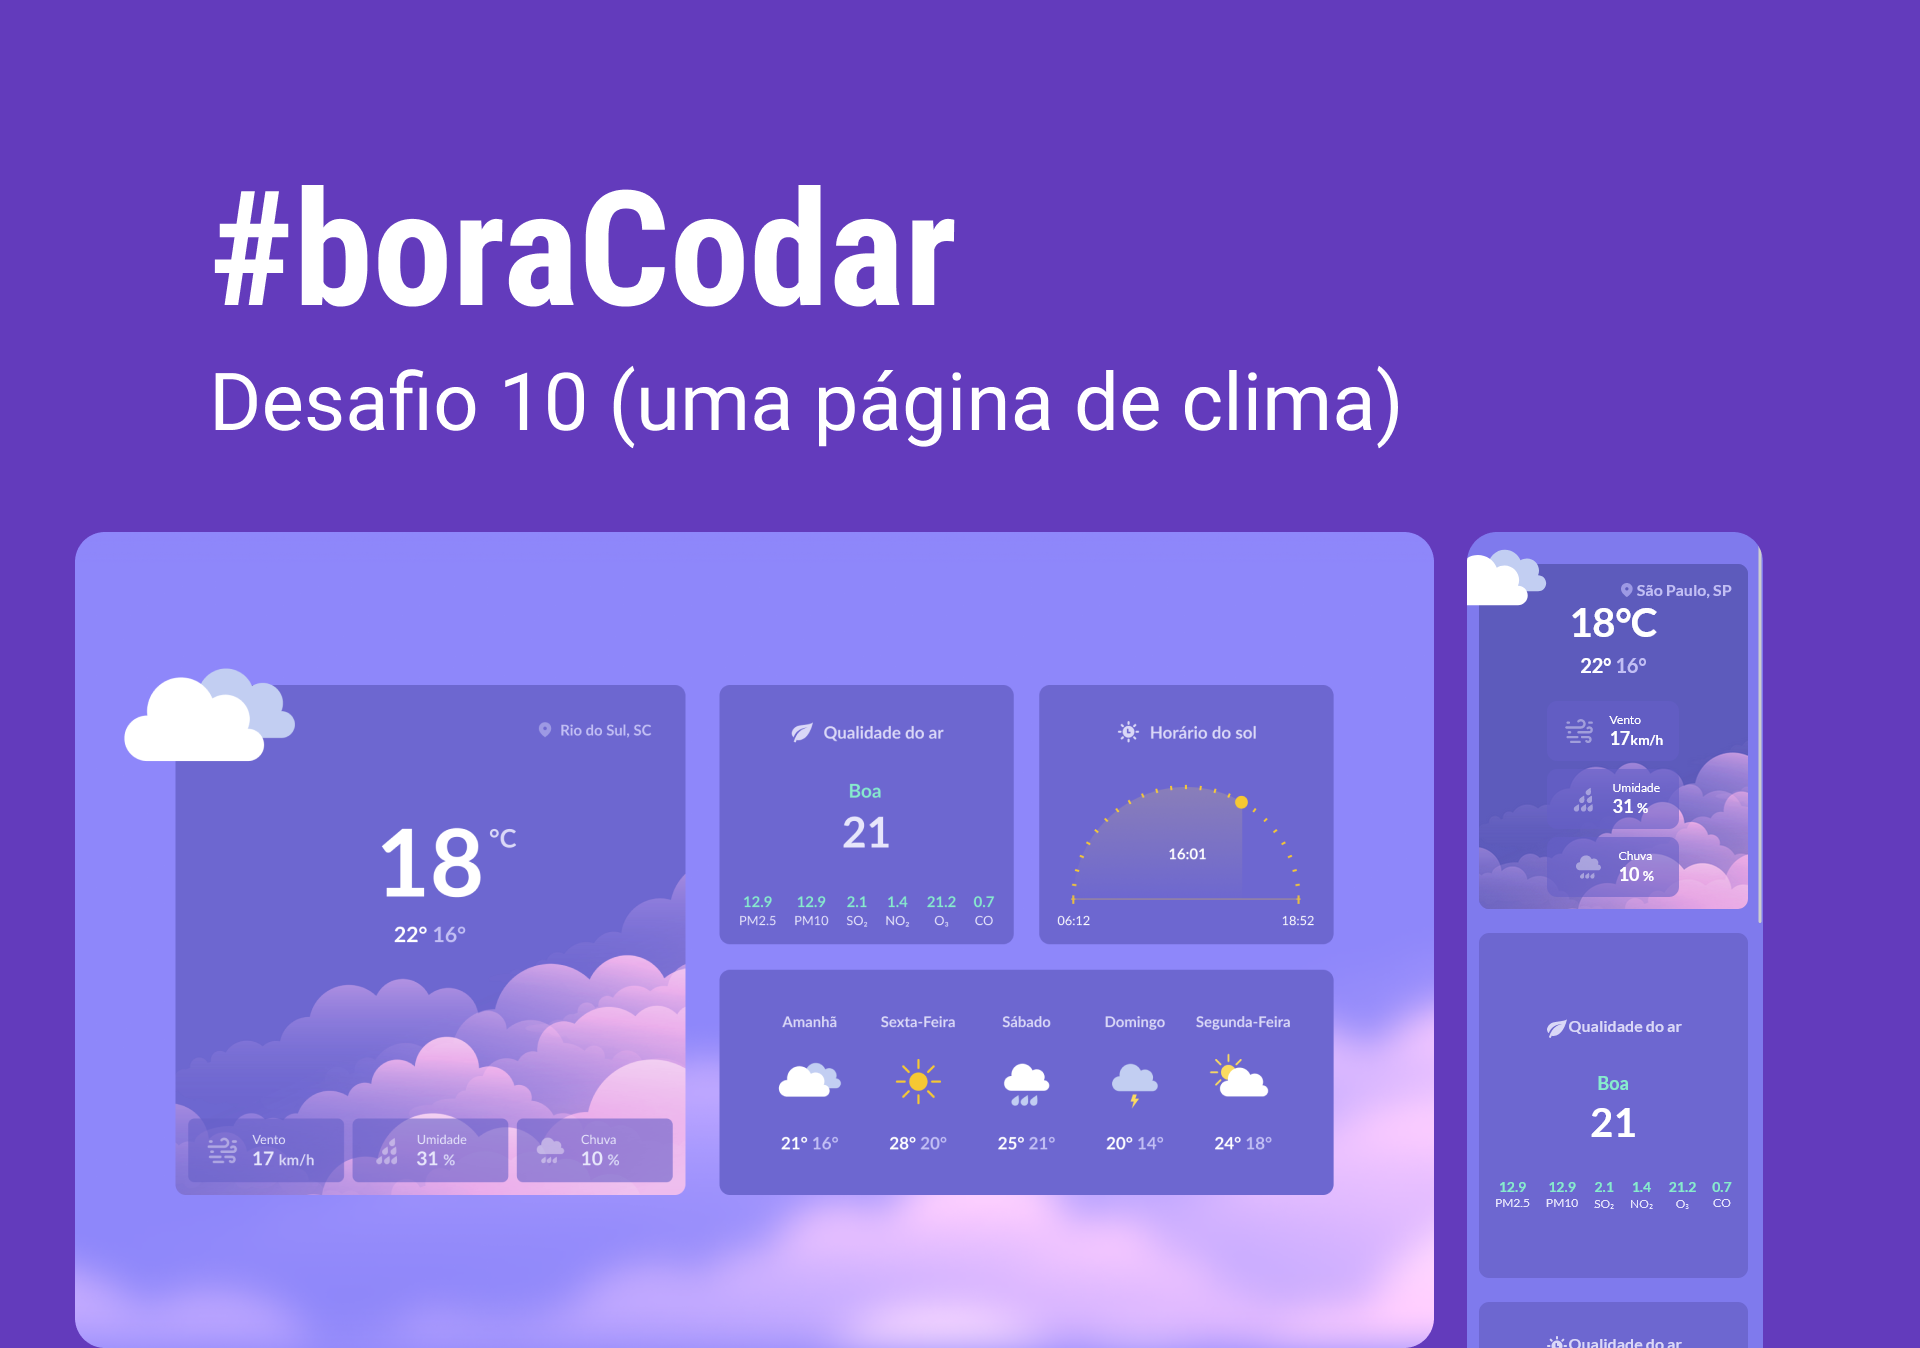 #boraCodar
Desafio 10 (uma página de clima)
Rio do Sul, SC
18 °C
22° 16°
Vento
17 km/h
Umidade
31 %
Chuva
10 %
Qualidade do ar
Boa
21
12.9 12.9 2.1 1.4 21.2 0.7
PM2.5 PM10 SO₂ NO₂ O₃ CO
Horário do sol
16:01
06:12 18:52
Amanhã Sexta-Feira Sábado Domingo Segunda-Feira
21° 16° 28° 20° 25° 21° 20° 14° 24° 18°
São Paulo, SP
18°C
22° 16°
Vento
17km/h
Umidade
31 %
Chuva
10 %
Qualidade do ar
Boa
21
12.9 12.9 2.1 1.4 21.2 0.7
PM2.5 PM10 SO₂ NO₂ O₃ CO
Qualidade do ar